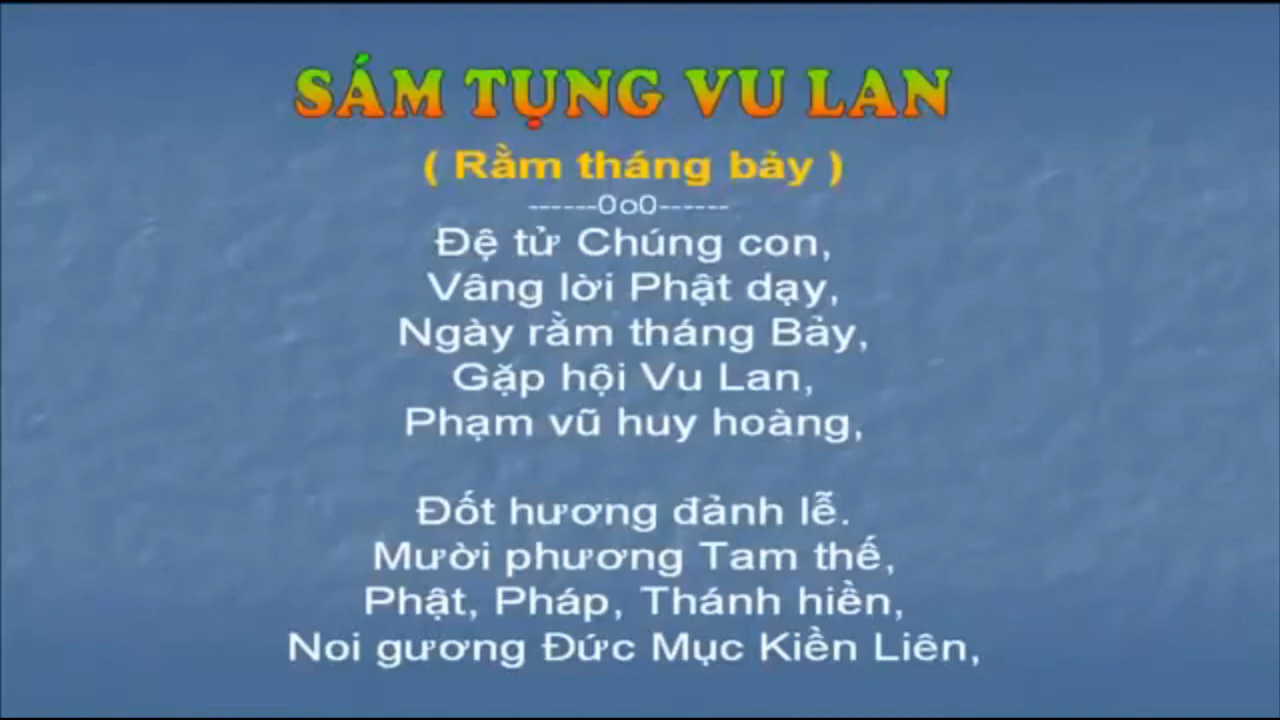 SÁM TỤNG VU LAN
( Rằm tháng bảy )
------0o0------
Đệ tử Chúng con,
Vâng lời Phật dạy,
Ngày rằm tháng Bảy,
Gặp hội Vu Lan,
Phạm vũ huy hoàng,
Đốt hương đảnh lễ.
Mười phương Tam thế,
Phật, Pháp, Thánh hiền,
Noi gương Đức Mục Kiền Liên,